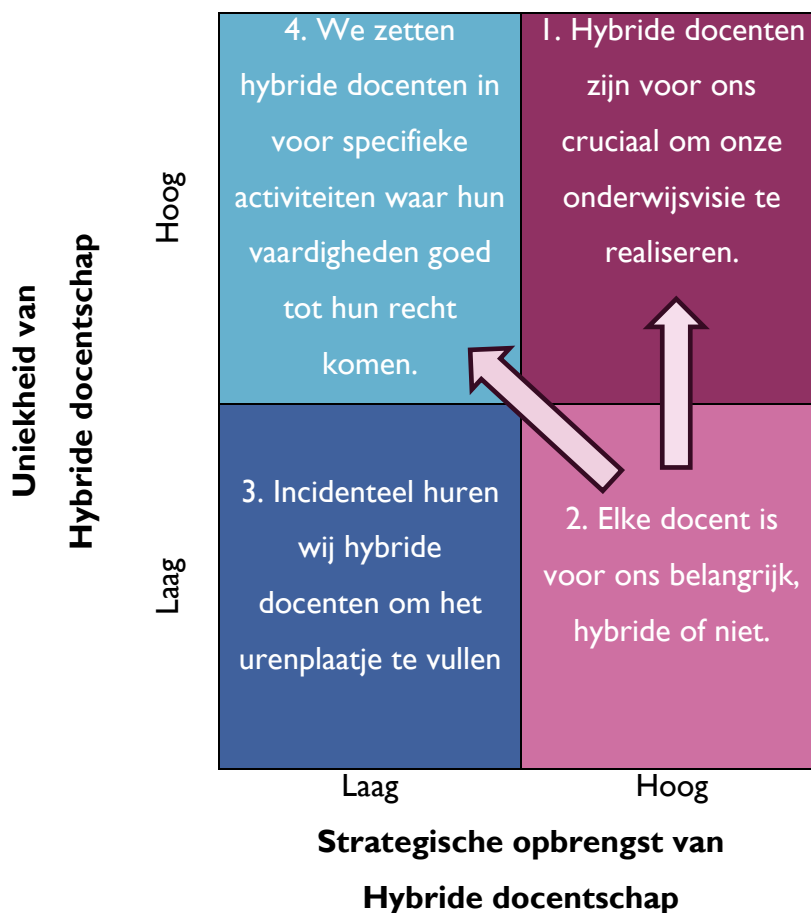 4. We zetten
hybride docenten in
voor specifieke
activiteiten waar hun
vaardigheden goed
tot hun recht
komen.
1. Hybride docenten
zijn voor ons
cruciaal om onze
onderwijsvisie te
realiseren.
Hoog
Uniekheid van
Hybride docentschap
Laag
3. Incidenteel huren
wij hybride
docenten om het
urenplaatje te vullen
2. Elke docent is
voor ons belangrijk,
hybride of niet.
Laag
Hoog
Strategische opbrengst van
Hybride docentschap